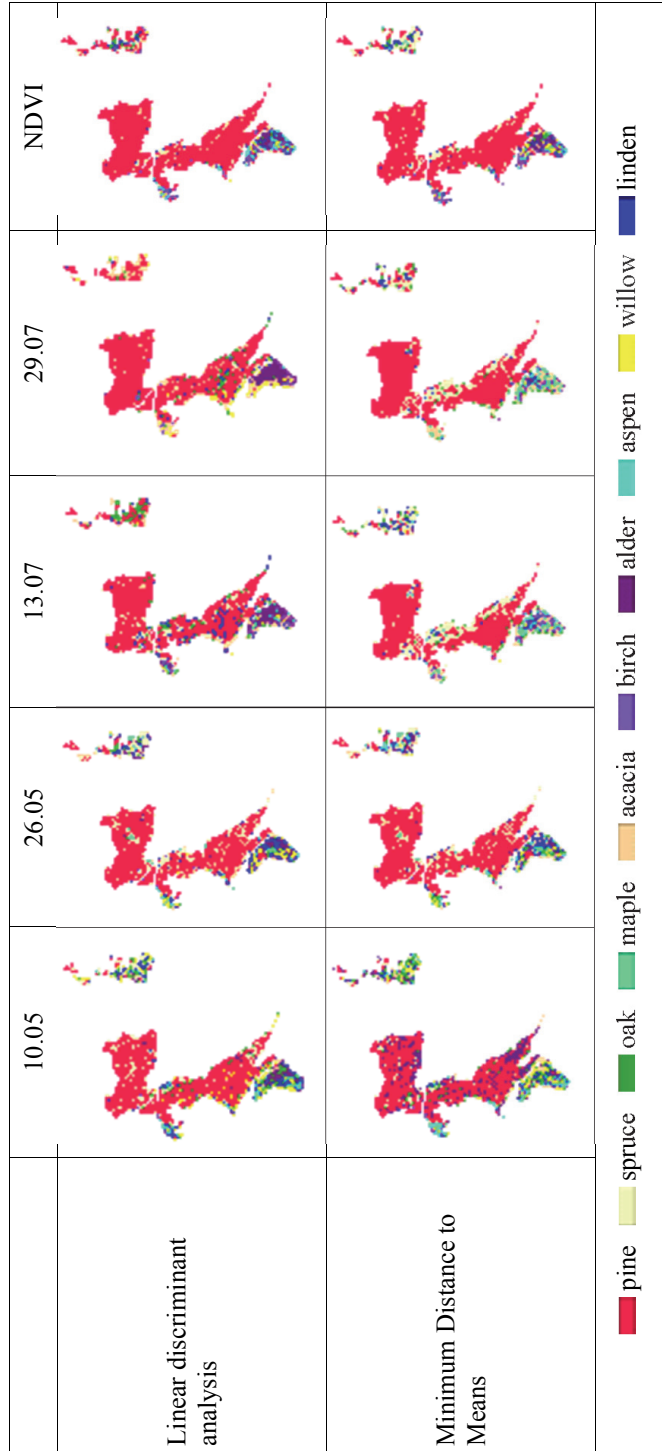 10.05 26.05 13.07 29.07 NDVI
Linear discriminant
analysis
Minimum Distance to
Means
pine spruce oak maple acacia birch alder aspen willow linden